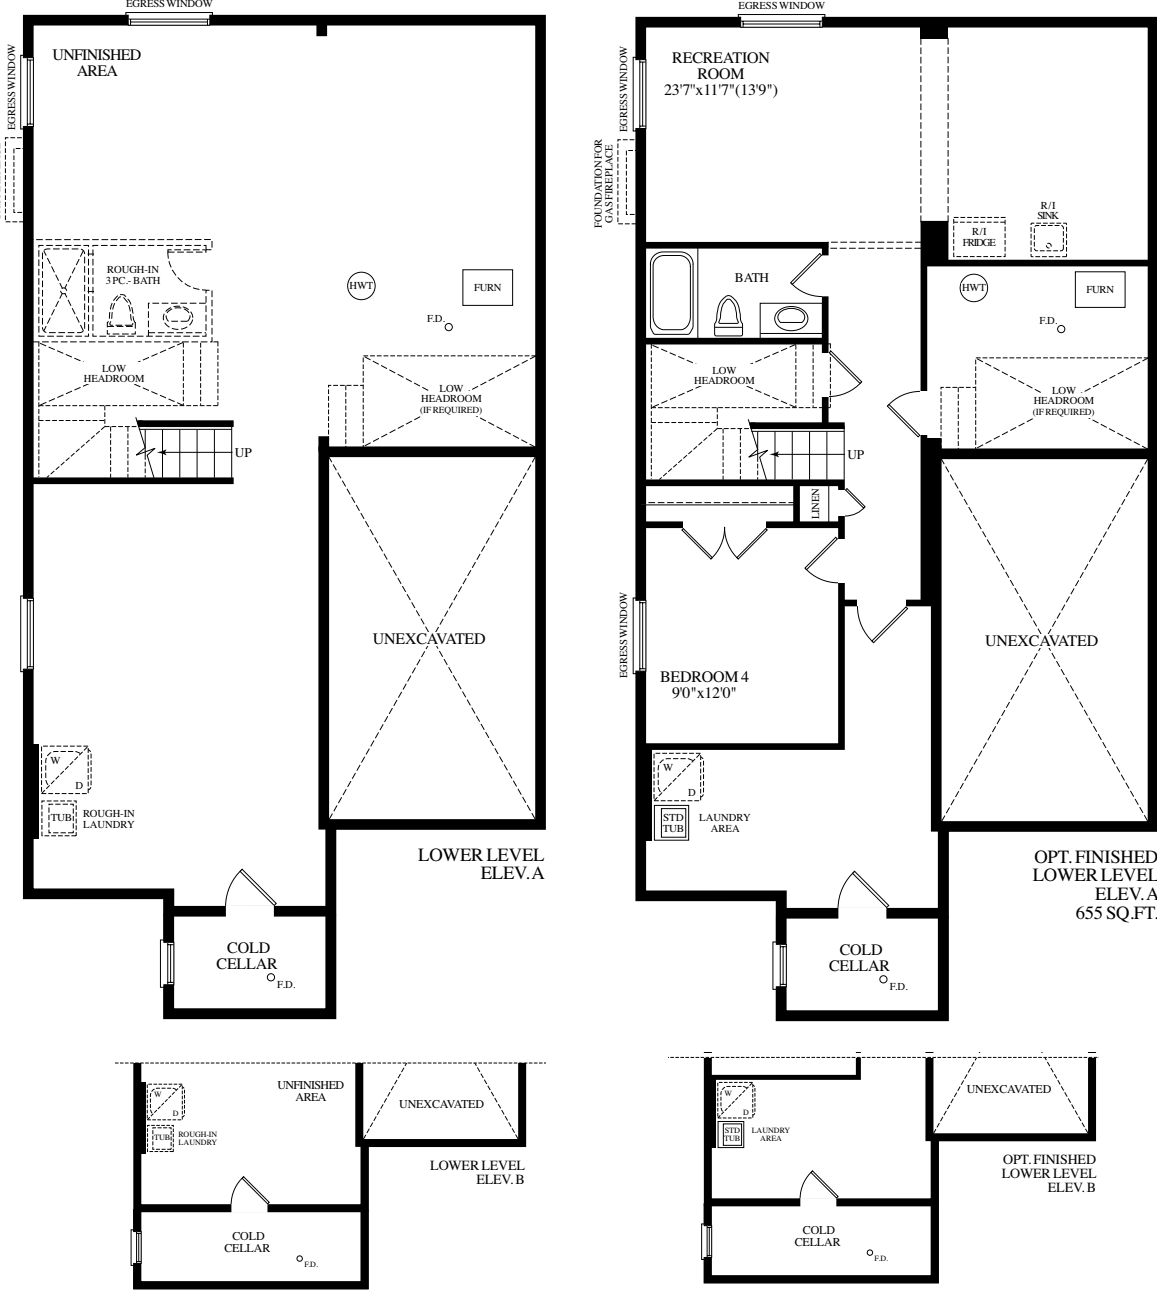 EGRESS WINDOW
EGRESS WINDOW
UNFINISHED
AREA
ROUGH-IN
3 PC.- BATH
HWT
FURN
F.D.
LOW
HEADROOM
LOW
HEADROOM
(IF REQUIRED)
UP
UNEXCAVATED
W
D
TUB
ROUGH-IN
LAUNDRY
LOWER LEVEL
ELEV. A
COLD
CELLAR
F.D.
EGRESS WINDOW
EGRESS WINDOW
RECREATION
ROOM
23'7"x11'7"(13'9")
FOUNDATION FOR
GAS FIREPLACE
R/I
SINK
R/I
FRIDGE
BATH
HWT
FURN
F.D.
LOW
HEADROOM
LOW
HEADROOM
(IF REQUIRED)
UP
LINEN
EGRESS WINDOW
UNEXCAVATED
BEDROOM 4
9'0"x12'0"
W
D
STD
TUB
LAUNDRY
AREA
OPT. FINISHED
LOWER LEVEL
ELEV. A
655 SQ.FT.
COLD
CELLAR
F.D.
W
D
TUB
ROUGH-IN
LAUNDRY
UNFINISHED
AREA
UNEXCAVATED
LOWER LEVEL
ELEV. B
COLD
CELLAR
F.D.
W
D
STD
TUB
LAUNDRY
AREA
UNEXCAVATED
OPT. FINISHED
LOWER LEVEL
ELEV. B
COLD
CELLAR
F.D.